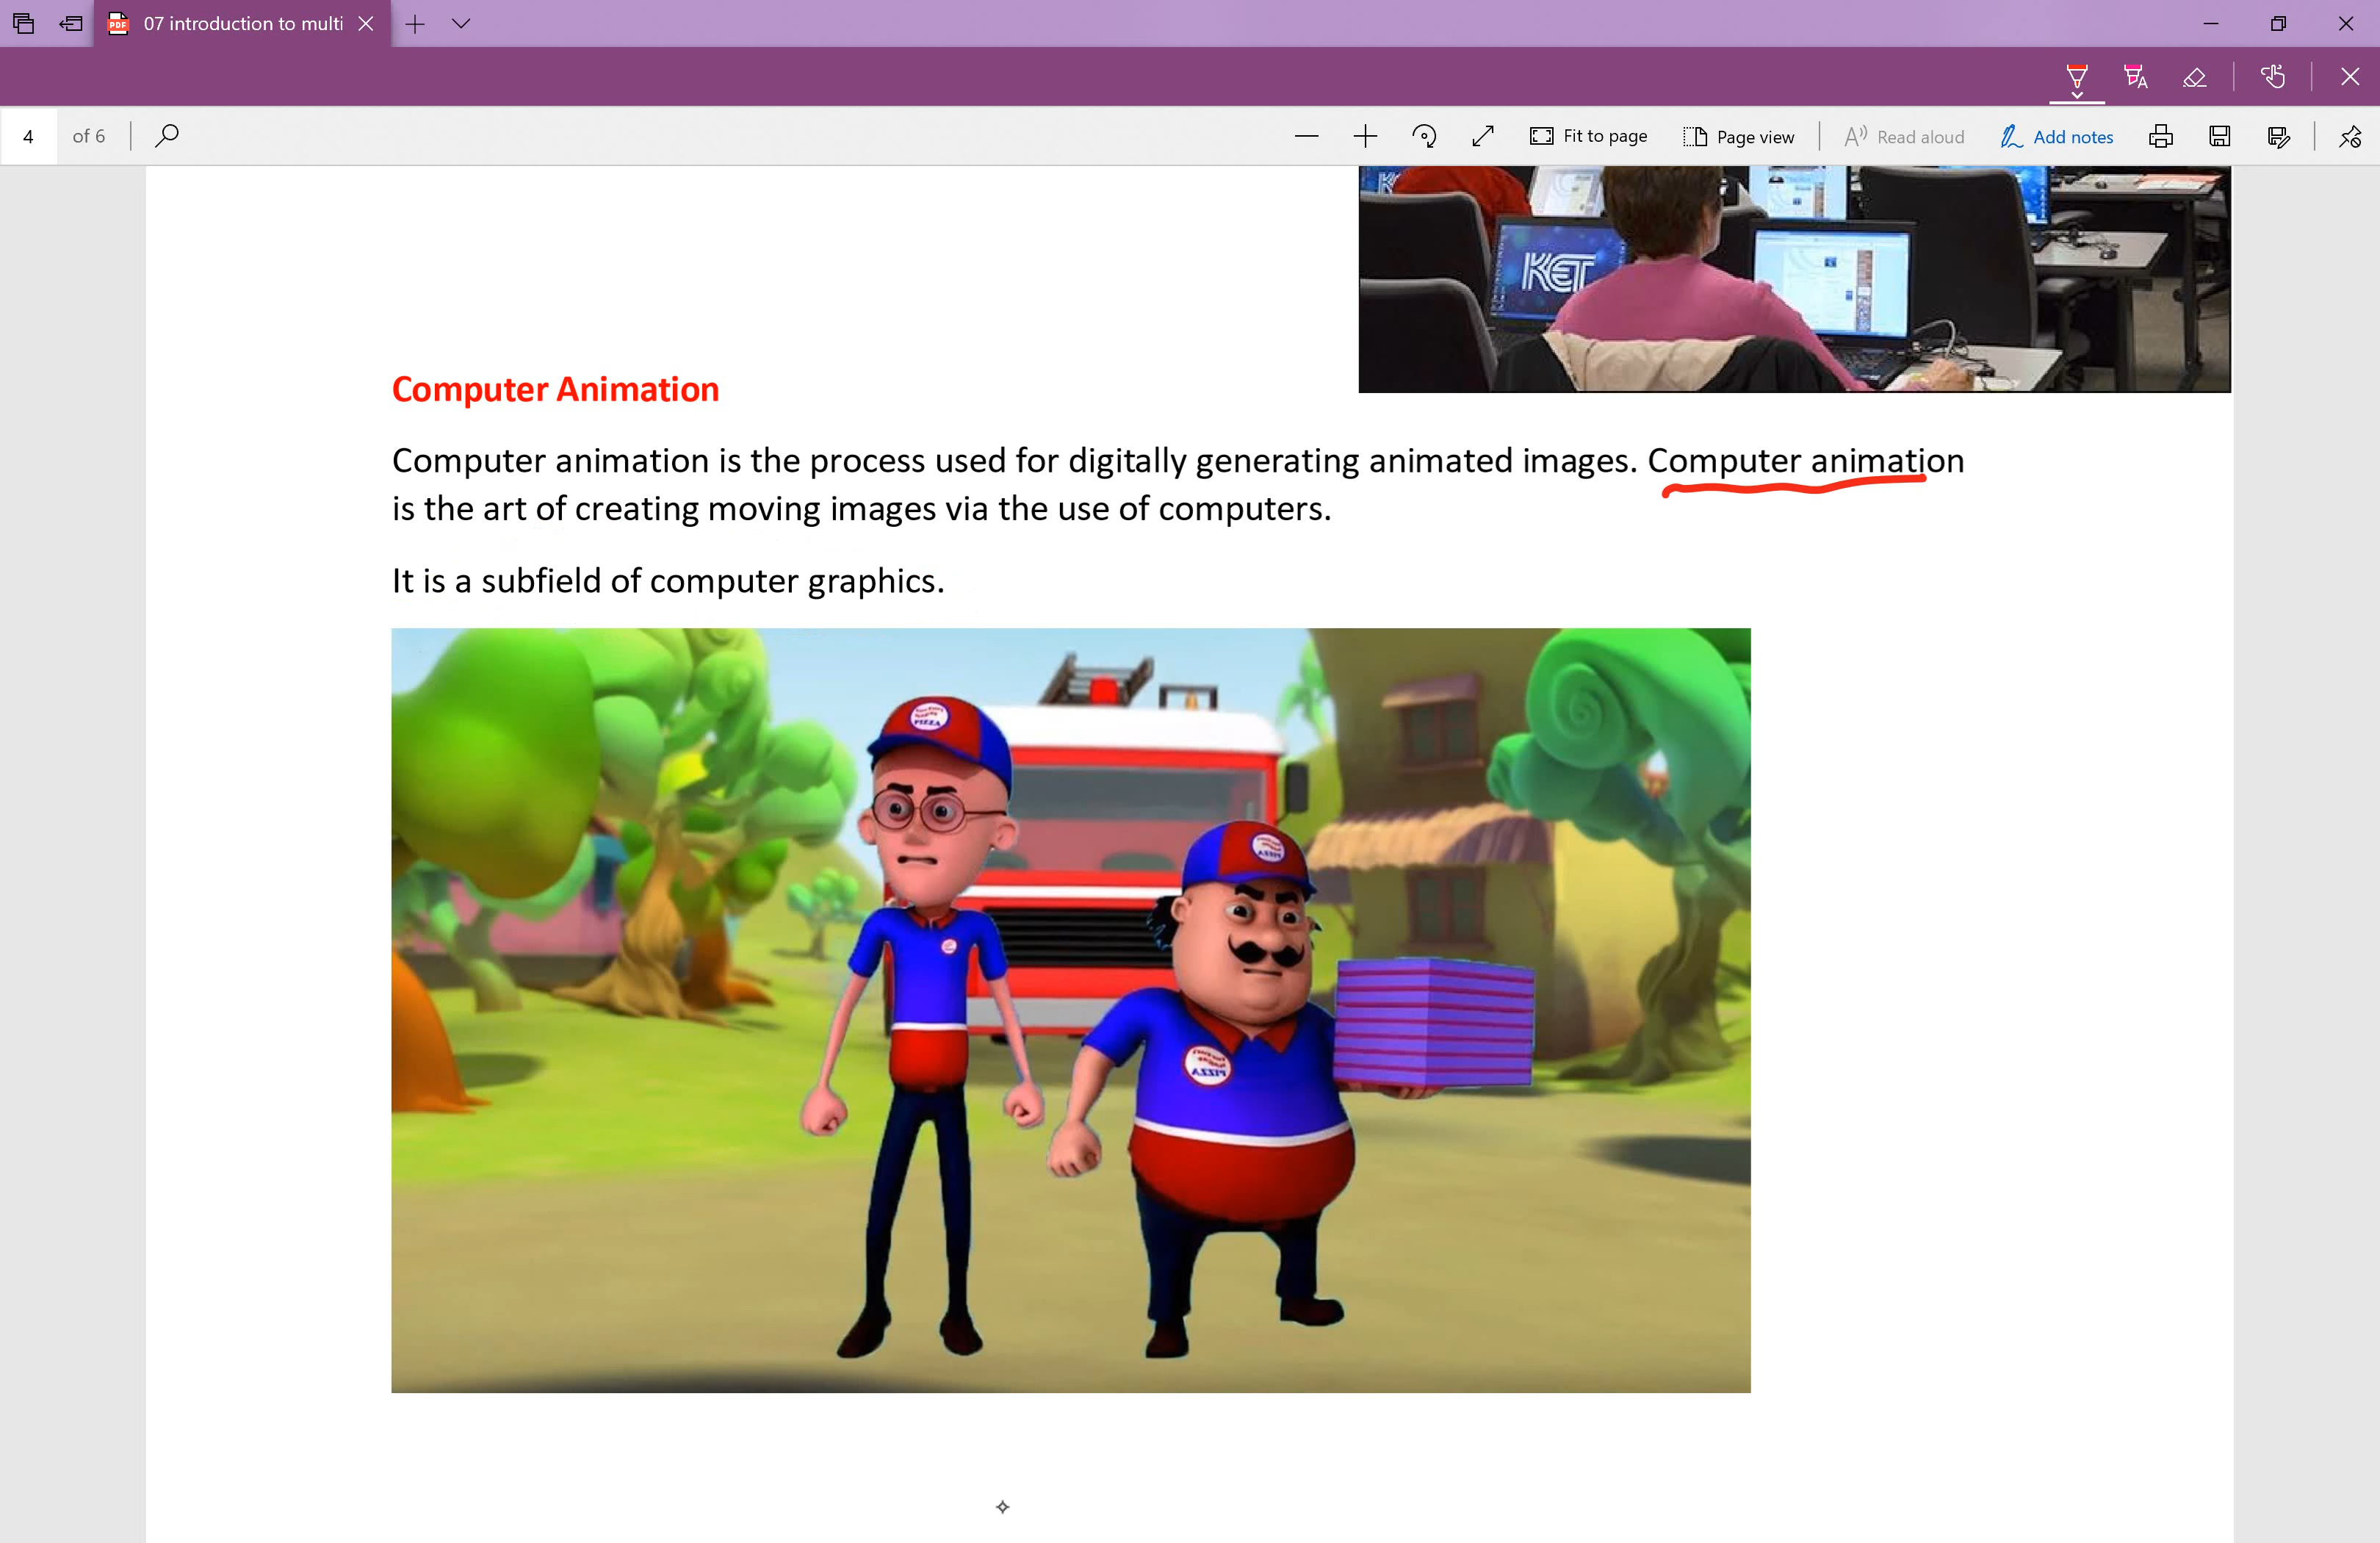 07 introduction to multi
4 of 6
Fit to page
Page view
Read aloud
Add notes
KET
Computer Animation
Computer animation is the process used for digitally generating animated images. Computer animation
is the art of creating moving images via the use of computers.
It is a subfield of computer graphics.
PIZZA
PIZZA
PIZZA